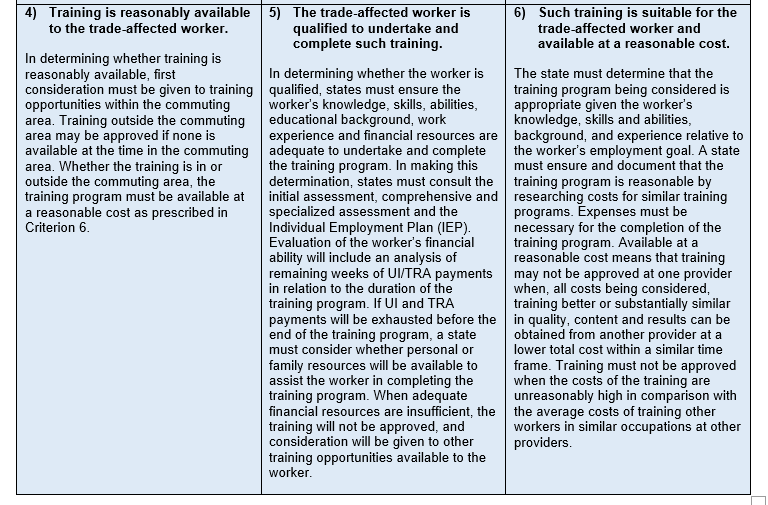 4) Training is reasonably available
to the trade-affected worker.
In determining whether training is
reasonably available, first
consideration must be given to training
opportunities within the commuting
area. Training outside the commuting
area may be approved if none is
available at the time in the commuting
area. Whether the training is in or
outside the commuting area, the
training program must be available at
a reasonable cost as prescribed in
Criterion 6.
5) The trade-affected worker is
qualified to undertake and
complete such training.
In determining whether the worker is
qualified, states must ensure the
worker's knowledge, skills, abilities,
educational background, work
experience and financial resources are
adequate to undertake and complete
the training program. In making this
determination, states must consult the
initial assessment, comprehensive and
specialized assessment and the
Individual Employment Plan (IEP).
Evaluation of the worker's financial
ability will include an analysis of
remaining weeks of UI/TRA payments
in relation to the duration of the
training program. If UI and TRA
payments will be exhausted before the
end of the training program, a state
must consider whether personal or
family resources will be available to
assist the worker in completing the
training program. When adequate
financial resources are insufficient, the
training will not be approved, and
consideration will be given to other
training opportunities available to the
worker.
6) Such training is suitable for the
trade-affected worker and
available at a reasonable cost.
The state must determine that the
training program being considered is
appropriate given the worker's
knowledge, skills and abilities,
background, and experience relative to
the worker's employment goal. A state
must ensure and document that the
training program is reasonable by
researching costs for similar training
programs. Expenses must be
necessary for the completion of the
training program. Available at a
reasonable cost means that training
may not be approved at one provider
when, all costs being considered,
training better or substantially similar
in quality, content and results can be
obtained from another provider at a
lower total cost within a similar time
frame. Training must not be approved
when the costs of the training are
unreasonably high in comparison with
the average costs of training other
workers in similar occupations at other
providers.